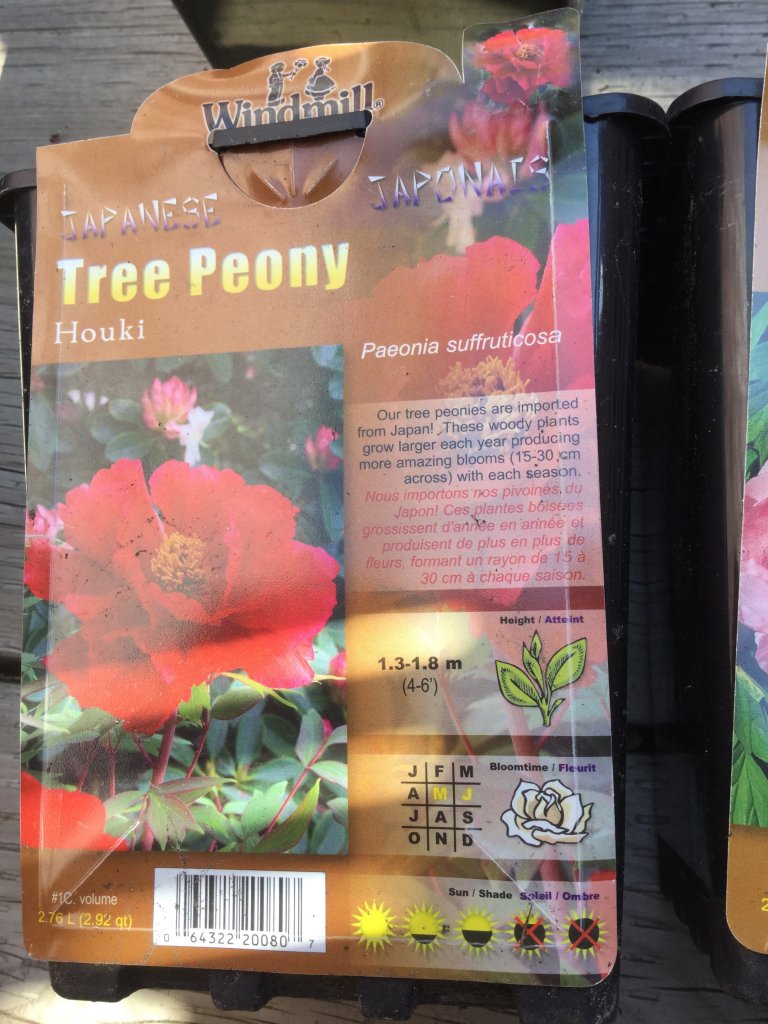 Windmill®
JAPANESE
JAPONAIS
Tree Peony
Houki
Paeonia suffruticosa
Our tree peonies are imported
from Japan! These woody plants
grow larger each year producing
more amazing blooms (15-30 cm
across) with each season.
Nous importons nos pivoines du
Japon! Ces plantes boisées
grossissent d'année en année et
produisent de plus en plus de
fleurs, formant un rayon de 15 à
30 cm à chaque saison.
Height / Atteint
1.3-1.8 m
(4-6')
Bloomtime / Fleurit
J F M
A M J
J A S
O N D
#1C. volume
2.76 L (2.92 qt)
0 64322 20080 7
Sun / Shade Soleil / Ombre